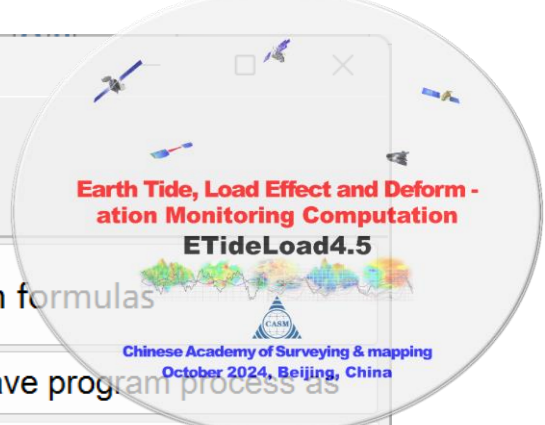 Earth Tide, Load Effect and Deform -
ation Monitoring Computation
ETideLoad4.5
formulas
CASM
Chinese Academy of Surveying & mapping
October 2024, Beijing, China
program process as